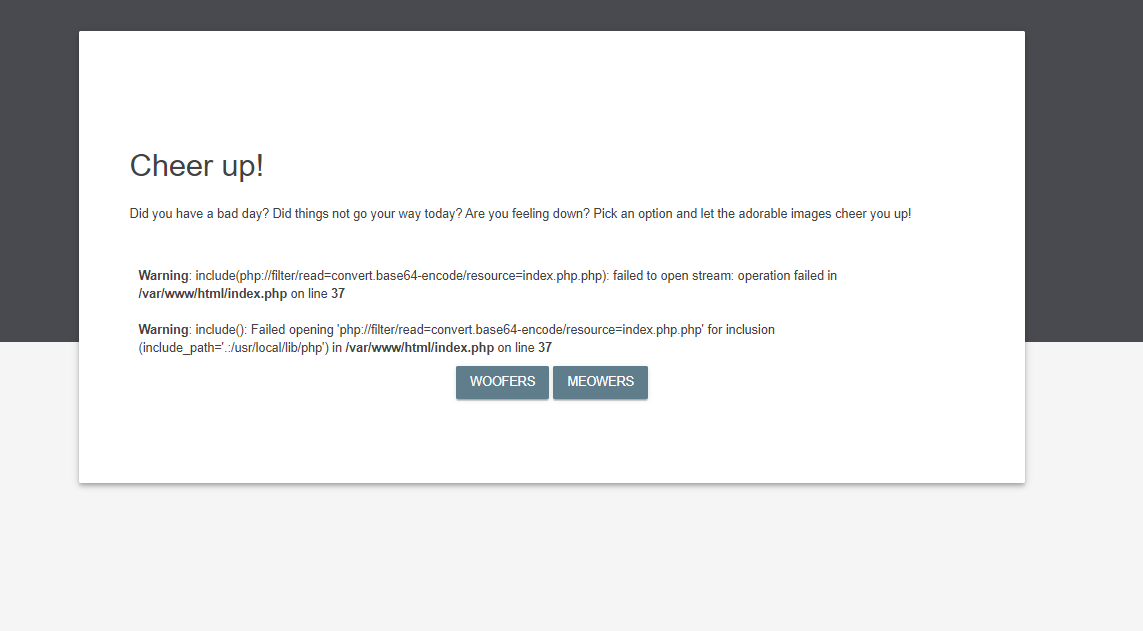 Cheer up!
Did you have a bad day? Did things not go your way today? Are you feeling down? Pick an option and let the adorable images cheer you up!
Warning: include(php://filter/read=convert.base64-encode/resource=index.php.php): failed to open stream: operation failed in
/var/www/html/index.php on line 37
Warning: include(): Failed opening 'php://filter/read=convert.base64-encode/resource=index.php.php' for inclusion
(include_path='.:/usr/local/lib/php') in /var/www/html/index.php on line 37
WOOFERS MEOWERS